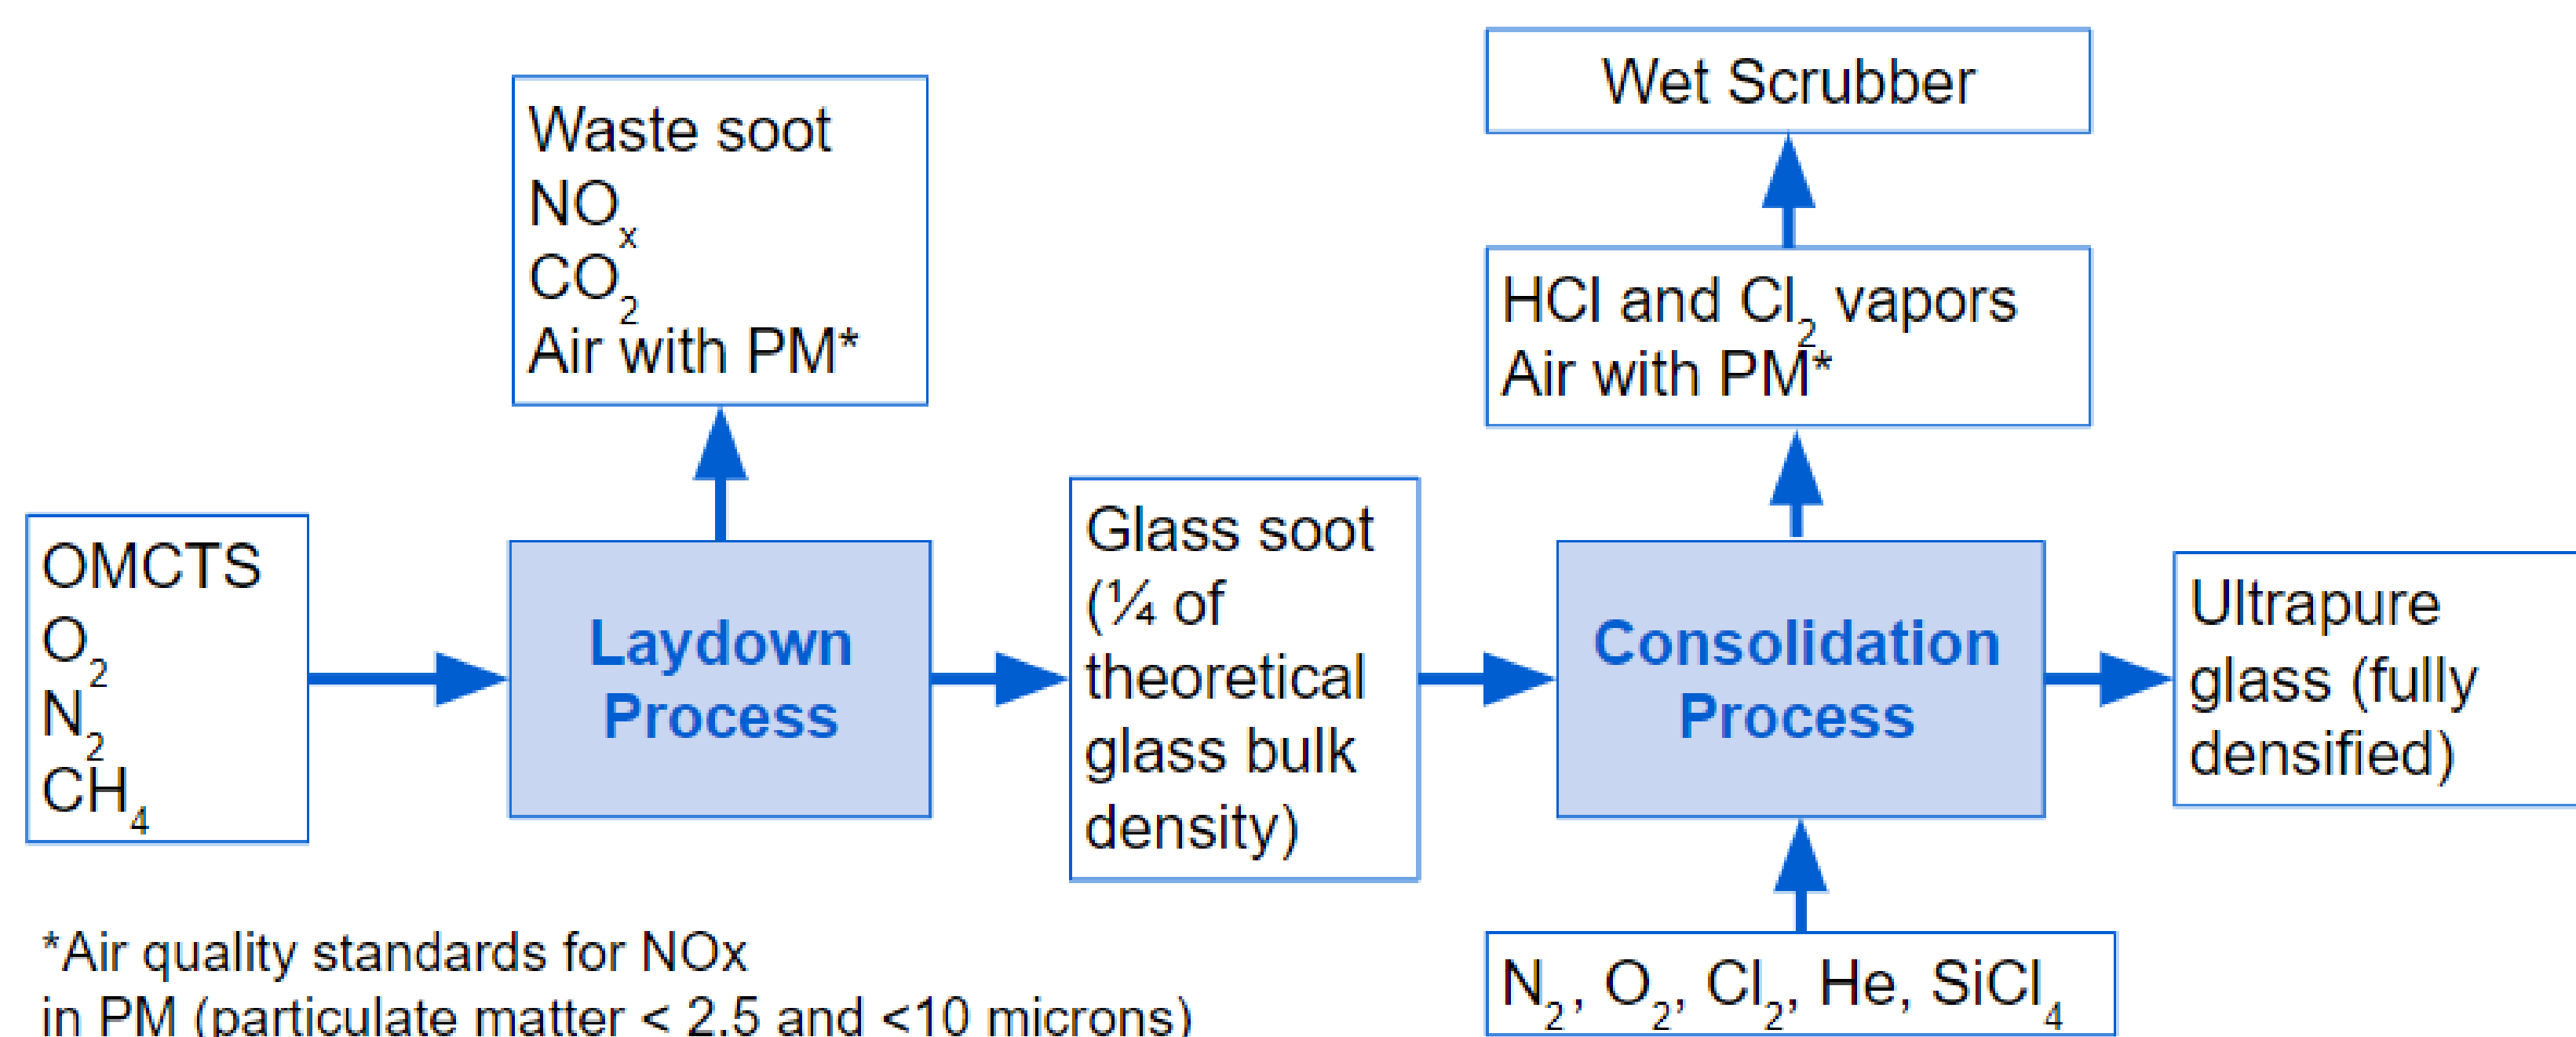 Wet Scrubber
Waste soot
NOₓ
CO₂
Air with PM*
HCl and Cl₂ vapors
Air with PM*
OMCTS
O₂
N₂
CH₄
Laydown
Process
Glass soot
(¼ of
theoretical
glass bulk
density)
Consolidation
Process
Ultrapure
glass (fully
densified)
N₂, O₂, Cl₂, He, SiCl₄
*Air quality standards for NOx
in PM (particulate matter < 2.5 and <10 microns)